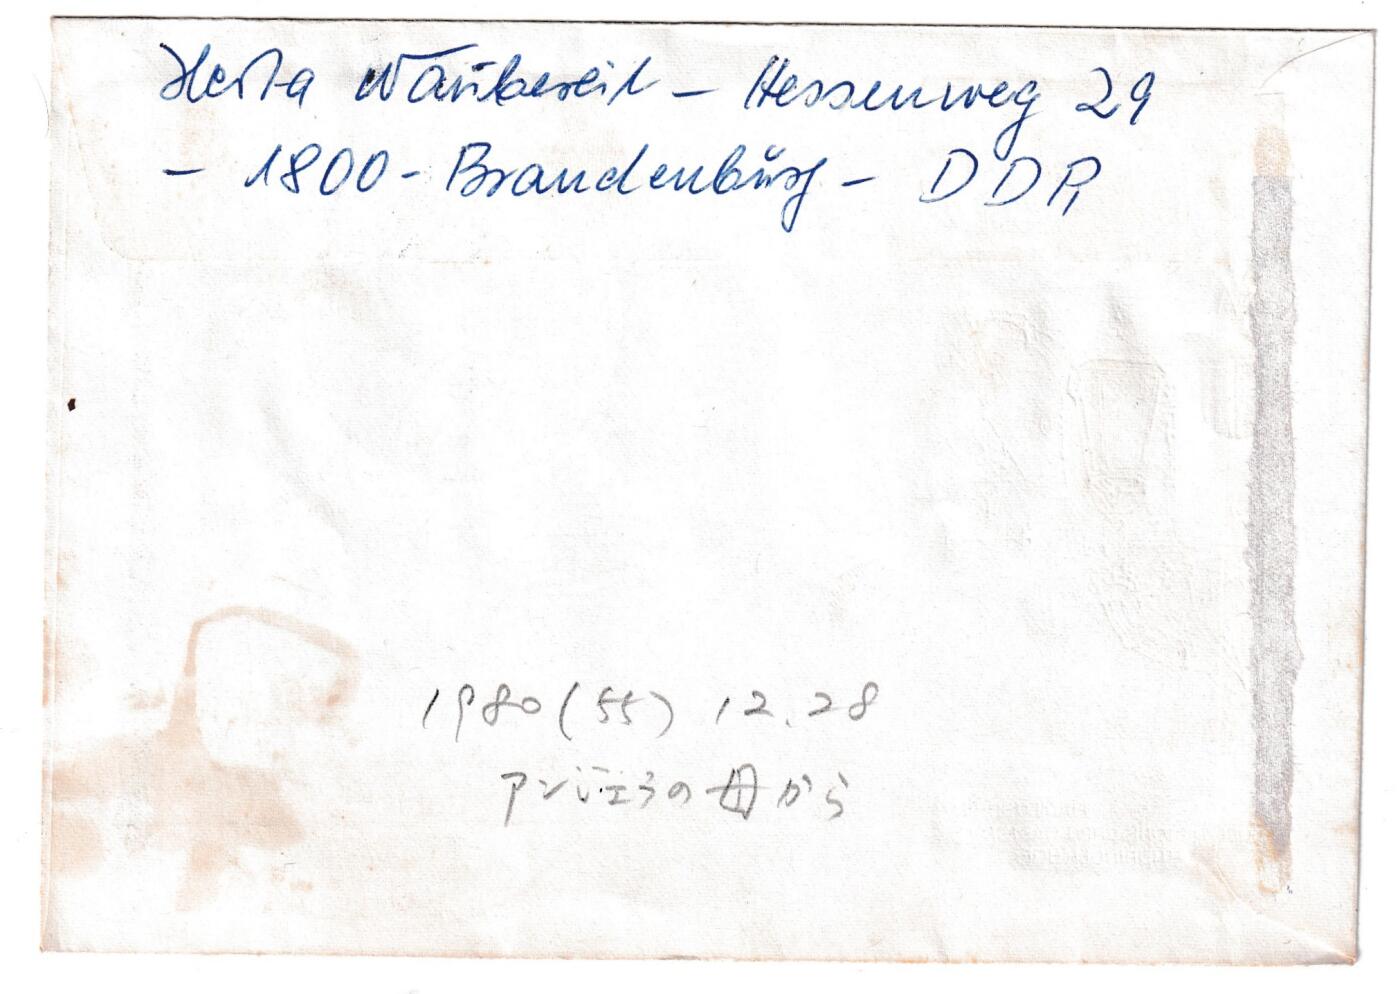 Herta Waubereit – Hessenweg 29
– 1800 - Brandenburg – DDR
1980 (55) 12.28
アンジェラの母から